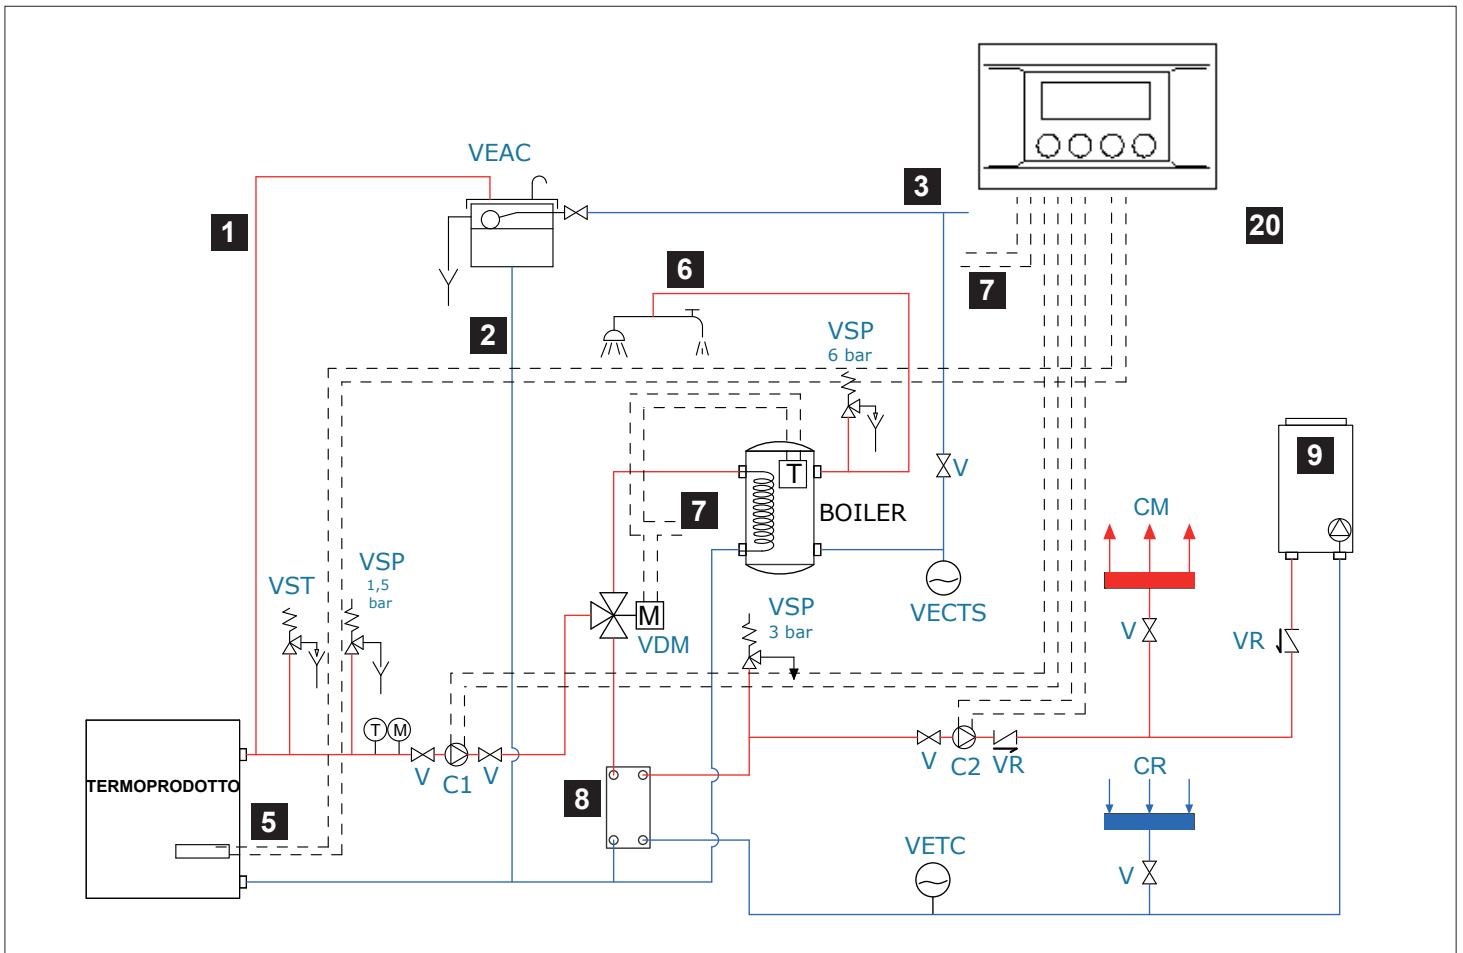 VEAC
3
1
20
6
7
2
VSP
6 bar
9
V
T
CM
7
BOILER
VSP
1,5
bar
VST
VECTS
VSP
3 bar
M
VDM
V
VR
T
M
V
C1
V
V
C2
VR
CR
TERMOPRODOTTO
8
5
VETC
V